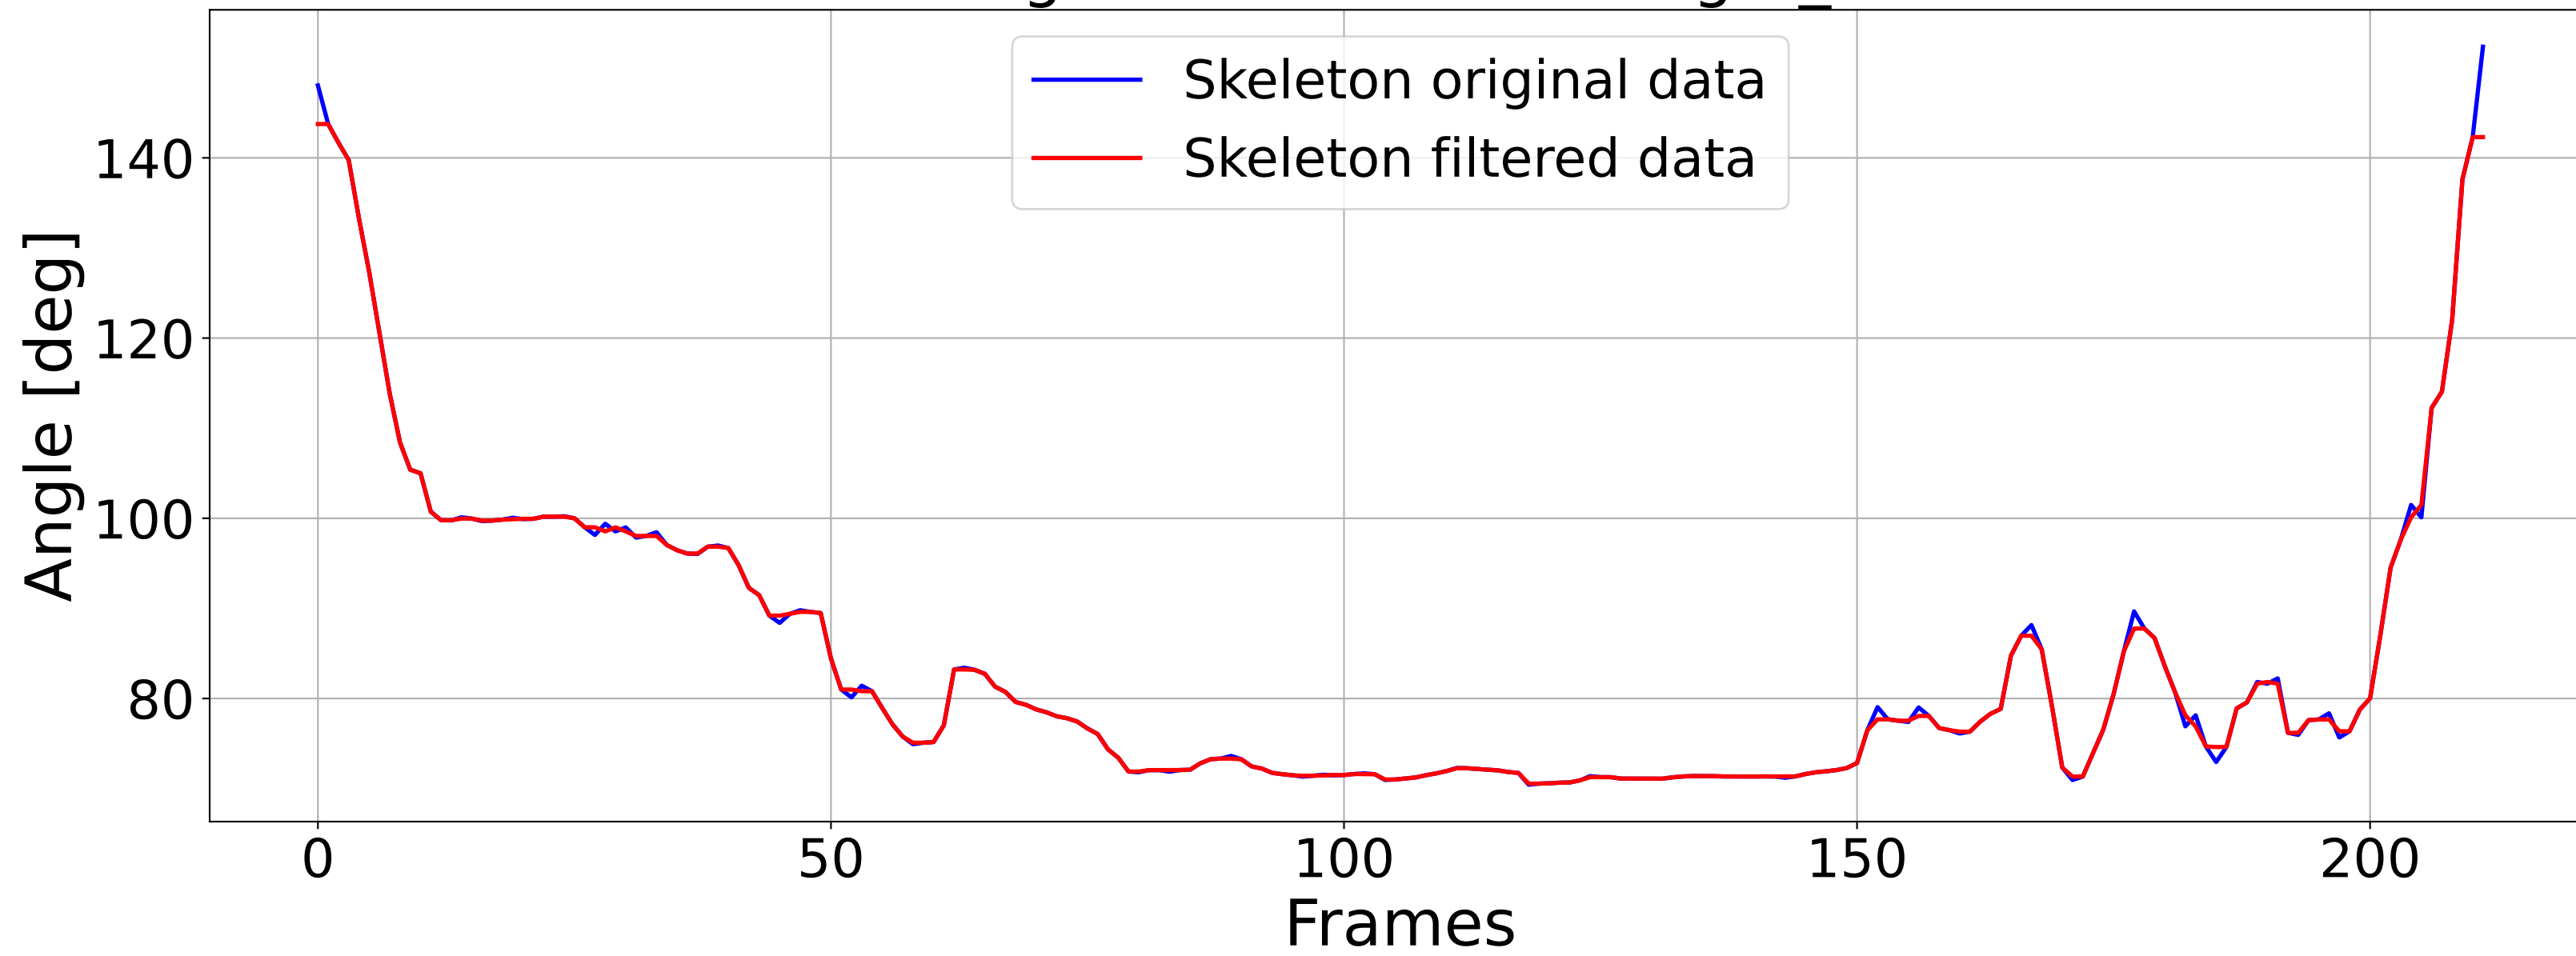 Skeleton original data
Skeleton filtered data
Angle [deg]
140
120
100
80
0 50 100 150 200
Frames